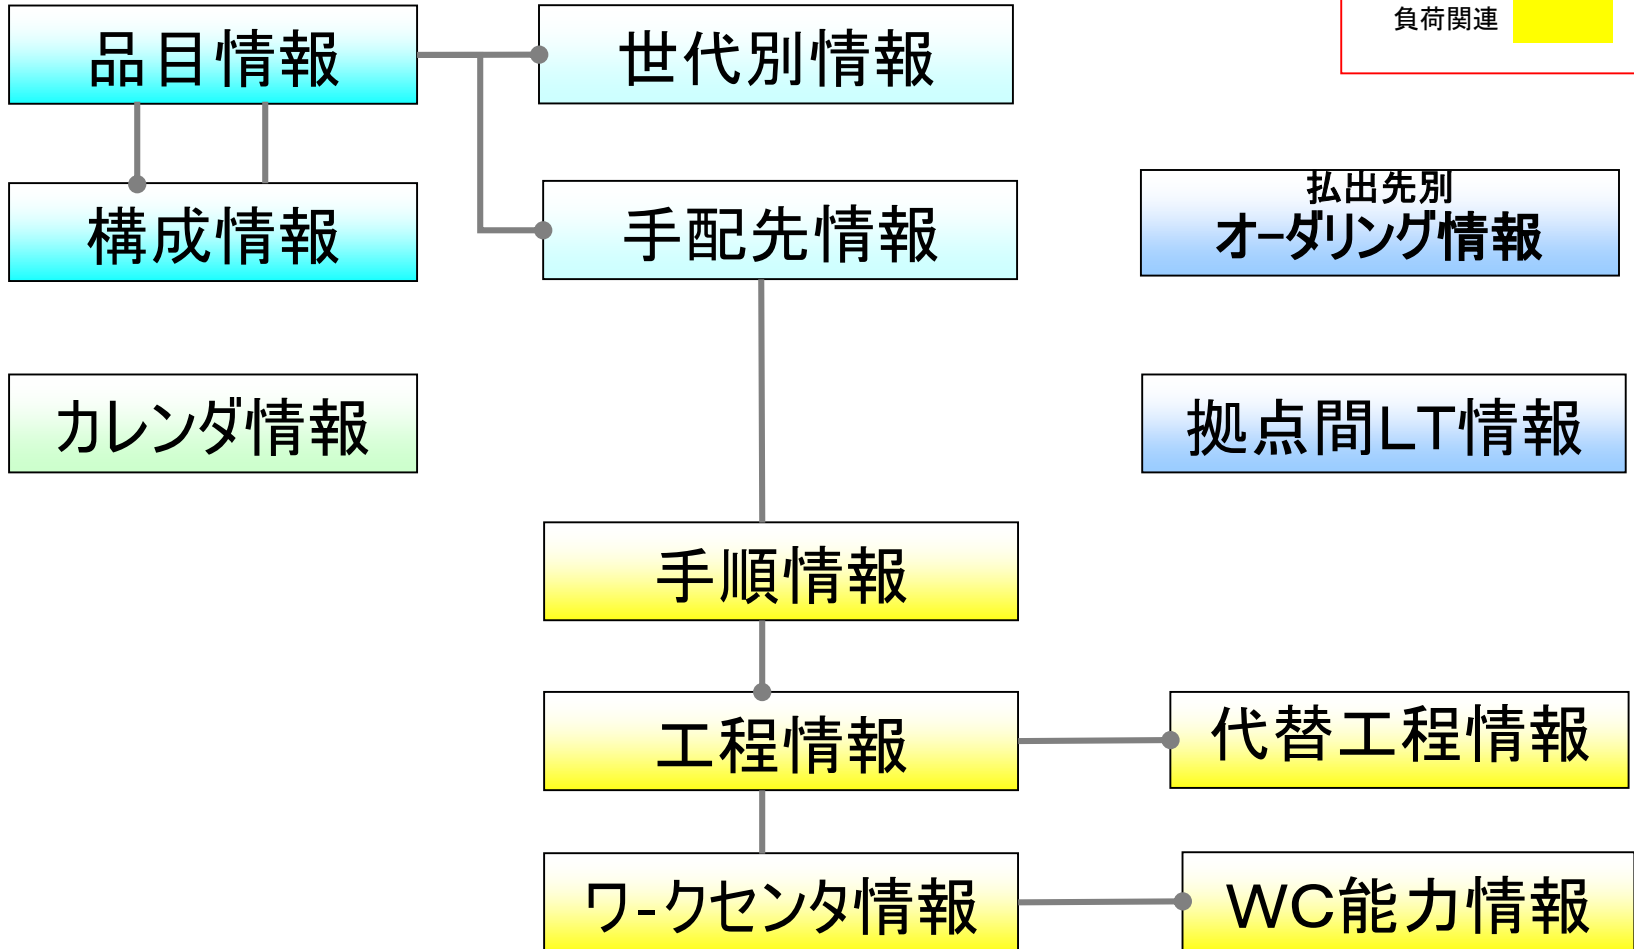 負荷関連
品目情報
世代別情報
構成情報
手配先情報
払出先別
オーダリング情報
カレンダ情報
拠点間LT情報
手順情報
工程情報
代替工程情報
ワークセンタ情報
WC能力情報